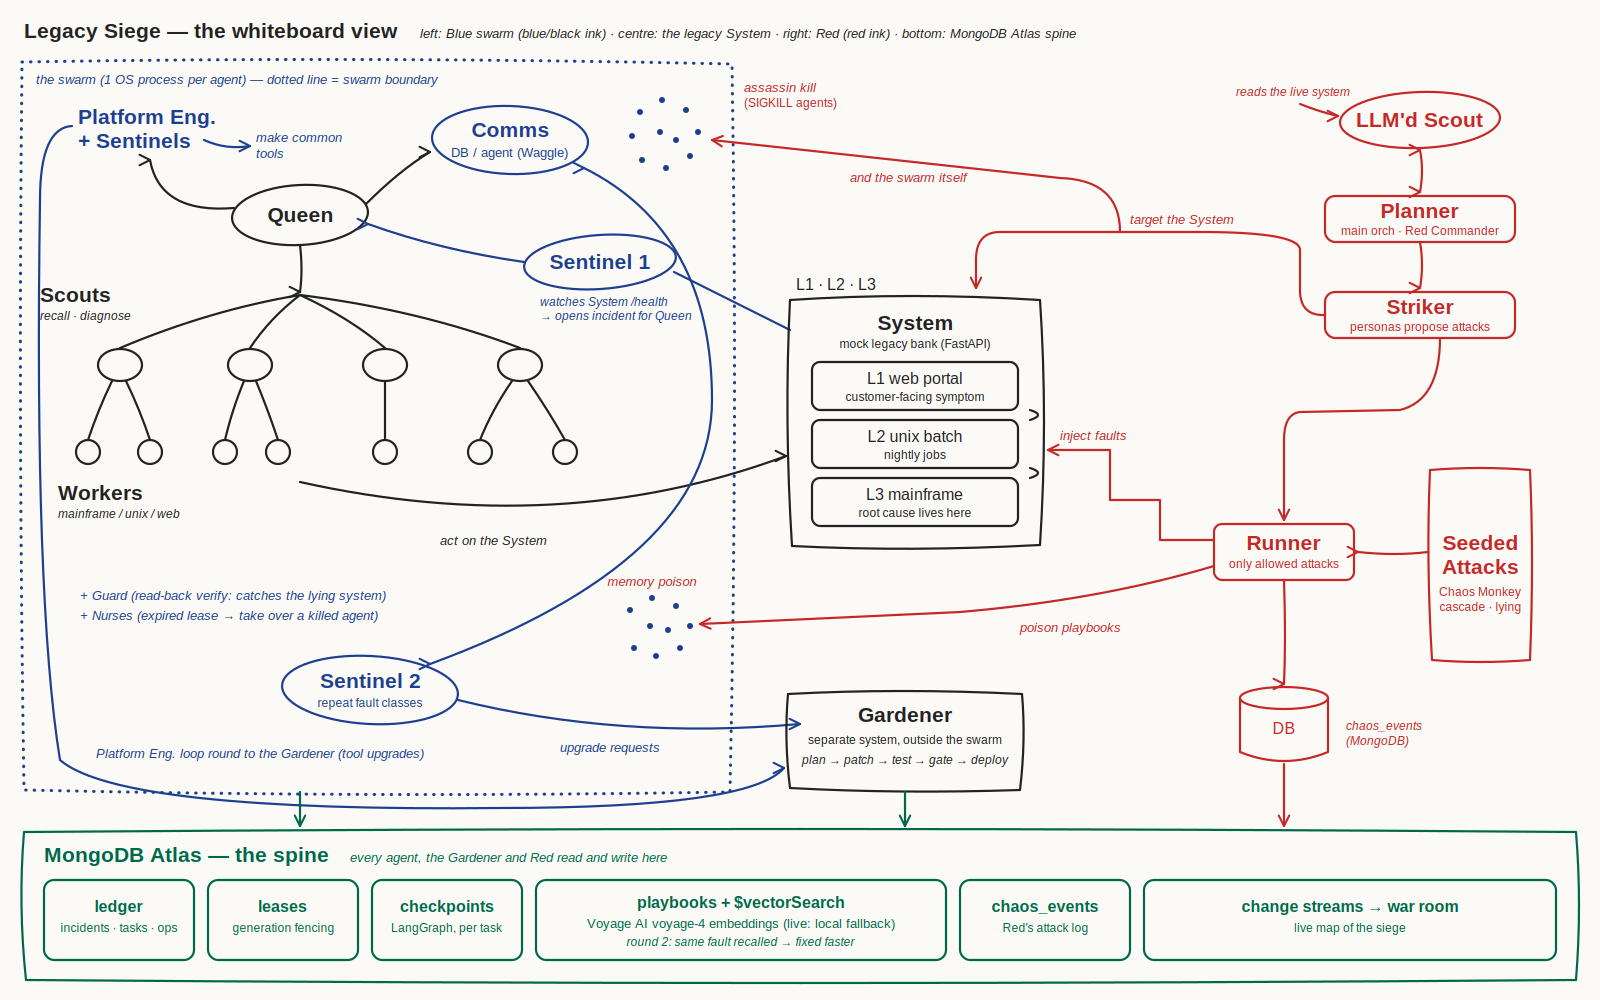 Legacy Siege — the whiteboard view
left: Blue swarm (blue/black ink) · centre: the legacy System · right: Red (red ink) · bottom: MongoDB Atlas spine
the swarm (1 OS process per agent) — dotted line = swarm boundary
Platform Eng.
+ Sentinels
make common
tools
Comms
DB / agent (Waggle)
Queen
Sentinel 1
watches System /health
→ opens incident for Queen
Scouts
recall · diagnose
Workers
mainframe / unix / web
act on the System
+ Guard (read-back verify: catches the lying system)
+ Nurses (expired lease → take over a killed agent)
memory poison
Sentinel 2
repeat fault classes
upgrade requests
Platform Eng. loop round to the Gardener (tool upgrades)
assassin kill
(SIGKILL agents)
and the swarm itself
target the System
L1 · L2 · L3
System
mock legacy bank (FastAPI)
L1 web portal
customer-facing symptom
L2 unix batch
nightly jobs
L3 mainframe
root cause lives here
inject faults
poison playbooks
Gardener
separate system, outside the swarm
plan → patch → test → gate → deploy
reads the live system
LLM'd Scout
Planner
main orch · Red Commander
Striker
personas propose attacks
Runner
only allowed attacks
Seeded
Attacks
Chaos Monkey
cascade · lying
DB
chaos_events
(MongoDB)
MongoDB Atlas — the spine
every agent, the Gardener and Red read and write here
ledger
incidents · tasks · ops
leases
generation fencing
checkpoints
LangGraph, per task
playbooks + $vectorSearch
Voyage AI voyage-4 embeddings (live: local fallback)
round 2: same fault recalled → fixed faster
chaos_events
Red's attack log
change streams → war room
live map of the siege